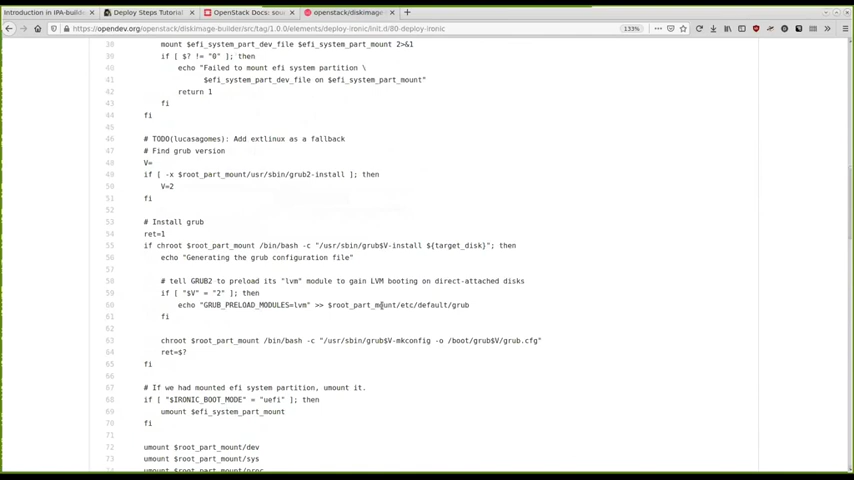 Introduction in IPA-builde
Deploy Steps Tutorial
OpenStack Docs: sour
openstack/diskimage
https://opendev.org/openstack/diskimage-builder/src/tag/1.0.0/elements/deploy-ironic/init.d/80-deploy-ironic
133%
38 mount $efi_system_part_dev_file $efi_system_part_mount 2>&1
39 if [ $? != "0" ]; then
40 echo "Failed to mount efi system partition \
41 $efi_system_part_dev_file on $efi_system_part_mount"
42 return 1
43 fi
44 fi
45
46 # TODO(lucasagomes): Add extlinux as a fallback
47 # Find grub version
48 V=
49 if [ -x $root_part_mount/usr/sbin/grub2-install ]; then
50 V=2
51 fi
52
53 # Install grub
54 ret=1
55 if chroot $root_part_mount /bin/bash -c "/usr/sbin/grub$V-install ${target_disk}"; then
56 echo "Generating the grub configuration file"
57
58 # tell GRUB2 to preload its "lvm" module to gain LVM booting on direct-attached disks
59 if [ "$V" = "2" ]; then
60 echo "GRUB_PRELOAD_MODULES=lvm" >> $root_part_mount/etc/default/grub
61 fi
62
63 chroot $root_part_mount /bin/bash -c "/usr/sbin/grub$V-mkconfig -o /boot/grub$V/grub.cfg"
64 ret=$?
65 fi
66
67 # If we had mounted efi system partition, umount it.
68 if [ "$IRONIC_BOOT_MODE" = "uefi" ]; then
69 umount $efi_system_part_mount
70 fi
71
72 umount $root_part_mount/dev
73 umount $root_part_mount/sys
74 umount $root_part_mount/proc